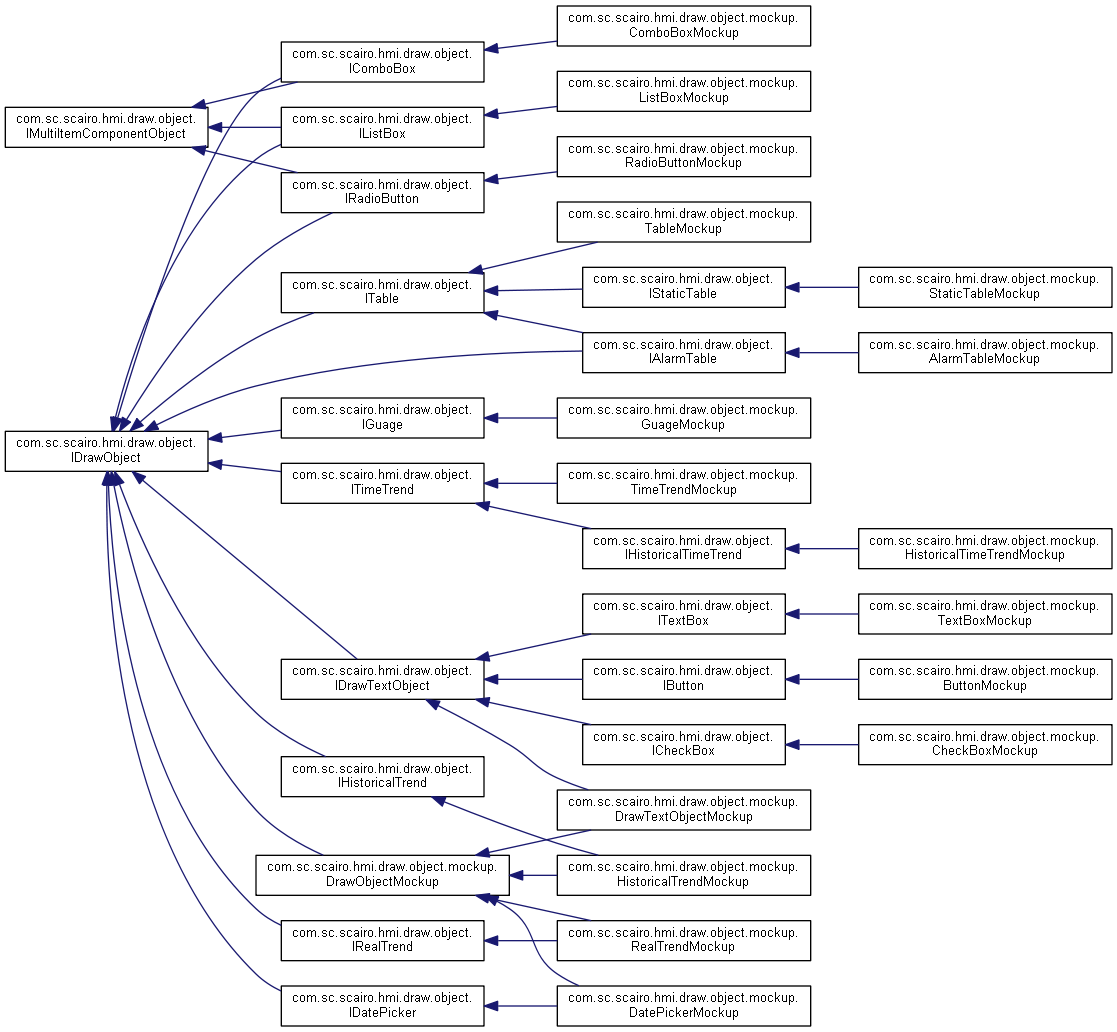 com.sc.scairo.hmi.draw.object.mockup.
ComboBoxMockup
com.sc.scairo.hmi.draw.object.
IComboBox
com.sc.scairo.hmi.draw.object.mockup.
ListBoxMockup
com.sc.scairo.hmi.draw.object.
IMultiItemComponentObject
com.sc.scairo.hmi.draw.object.
IListBox
com.sc.scairo.hmi.draw.object.mockup.
RadioButtonMockup
com.sc.scairo.hmi.draw.object.
IRadioButton
com.sc.scairo.hmi.draw.object.mockup.
TableMockup
com.sc.scairo.hmi.draw.object.
ITable
com.sc.scairo.hmi.draw.object.
IStaticTable
com.sc.scairo.hmi.draw.object.mockup.
StaticTableMockup
com.sc.scairo.hmi.draw.object.
IAlarmTable
com.sc.scairo.hmi.draw.object.mockup.
AlarmTableMockup
com.sc.scairo.hmi.draw.object.
IGuage
com.sc.scairo.hmi.draw.object.mockup.
GuageMockup
com.sc.scairo.hmi.draw.object.
IDrawObject
com.sc.scairo.hmi.draw.object.
ITimeTrend
com.sc.scairo.hmi.draw.object.mockup.
TimeTrendMockup
com.sc.scairo.hmi.draw.object.
IHistoricalTimeTrend
com.sc.scairo.hmi.draw.object.mockup.
HistoricalTimeTrendMockup
com.sc.scairo.hmi.draw.object.
ITextBox
com.sc.scairo.hmi.draw.object.mockup.
TextBoxMockup
com.sc.scairo.hmi.draw.object.
IDrawTextObject
com.sc.scairo.hmi.draw.object.
IButton
com.sc.scairo.hmi.draw.object.mockup.
ButtonMockup
com.sc.scairo.hmi.draw.object.
ICheckBox
com.sc.scairo.hmi.draw.object.mockup.
CheckBoxMockup
com.sc.scairo.hmi.draw.object.
IHistoricalTrend
com.sc.scairo.hmi.draw.object.mockup.
DrawTextObjectMockup
com.sc.scairo.hmi.draw.object.mockup.
DrawObjectMockup
com.sc.scairo.hmi.draw.object.mockup.
HistoricalTrendMockup
com.sc.scairo.hmi.draw.object.
IRealTrend
com.sc.scairo.hmi.draw.object.mockup.
RealTrendMockup
com.sc.scairo.hmi.draw.object.
IDatePicker
com.sc.scairo.hmi.draw.object.mockup.
DatePickerMockup